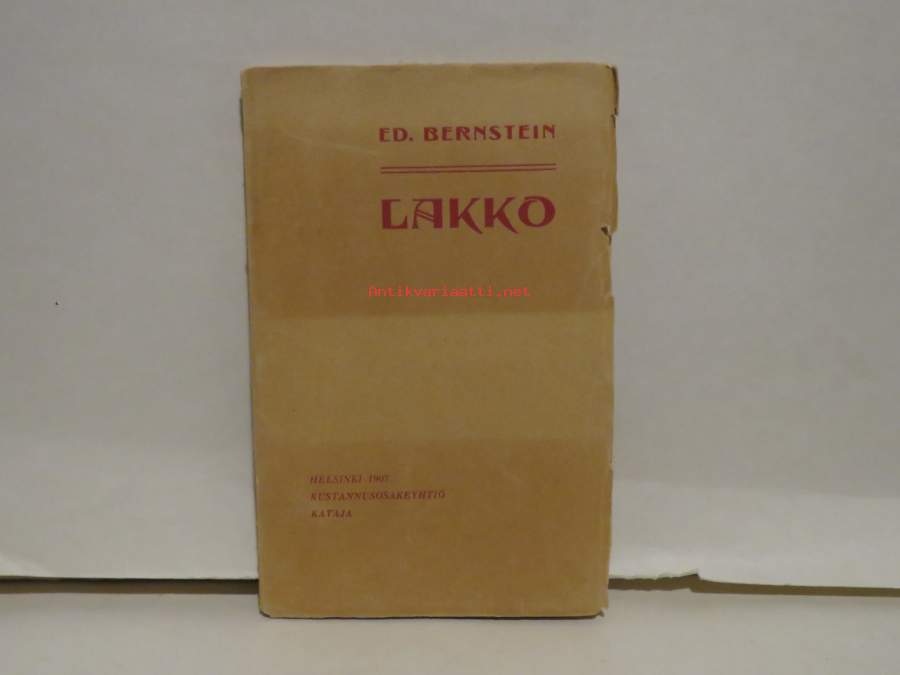 ED. BERNSTEIN
LAKKO
Antikvariaatti.net
HELSINKI 1907
KUSTANNUSOSAKEYHTIÖ
KATAJA